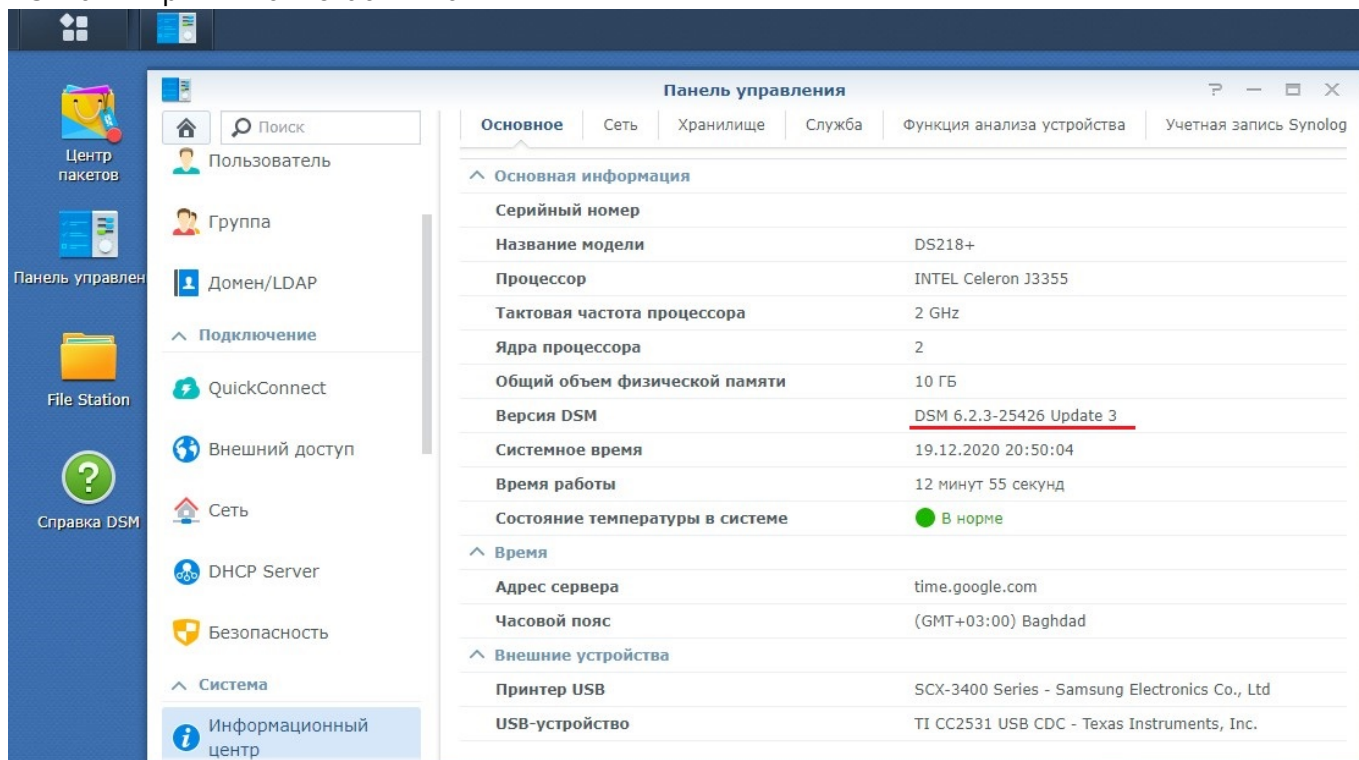 Панель управления
Центр
пакетов
Панель управлен
File Station
Справка DSM
Поиск
Пользователь
Группа
Домен/LDAP
Подключение
QuickConnect
Внешний доступ
Сеть
DHCP Server
Безопасность
Система
Информационный
центр
Основное Сеть Хранилище Служба Функция анализа устройства Учетная запись Synolog
Основная информация
Серийный номер
Название модели DS218+
Процессор INTEL Celeron J3355
Тактовая частота процессора 2 GHz
Ядра процессора 2
Общий объем физической памяти 10 ГБ
Версия DSM DSM 6.2.3-25426 Update 3
Системное время 19.12.2020 20:50:04
Время работы 12 минут 55 секунд
Состояние температуры в системе В норме
Время
Адрес сервера time.google.com
Часовой пояс (GMT+03:00) Baghdad
Внешние устройства
Принтер USB SCX-3400 Series - Samsung Electronics Co., Ltd
USB-устройство TI CC2531 USB CDC - Texas Instruments, Inc.